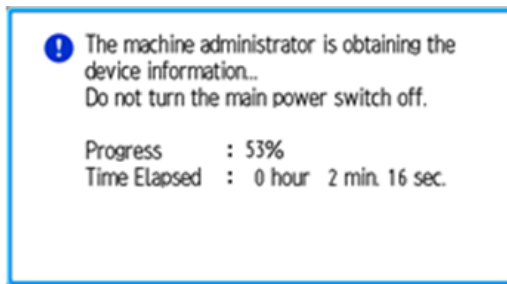 The machine administrator is obtaining the
device information...
Do not turn the main power switch off.
Progress : 53%
Time Elapsed : 0 hour 2 min. 16 sec.